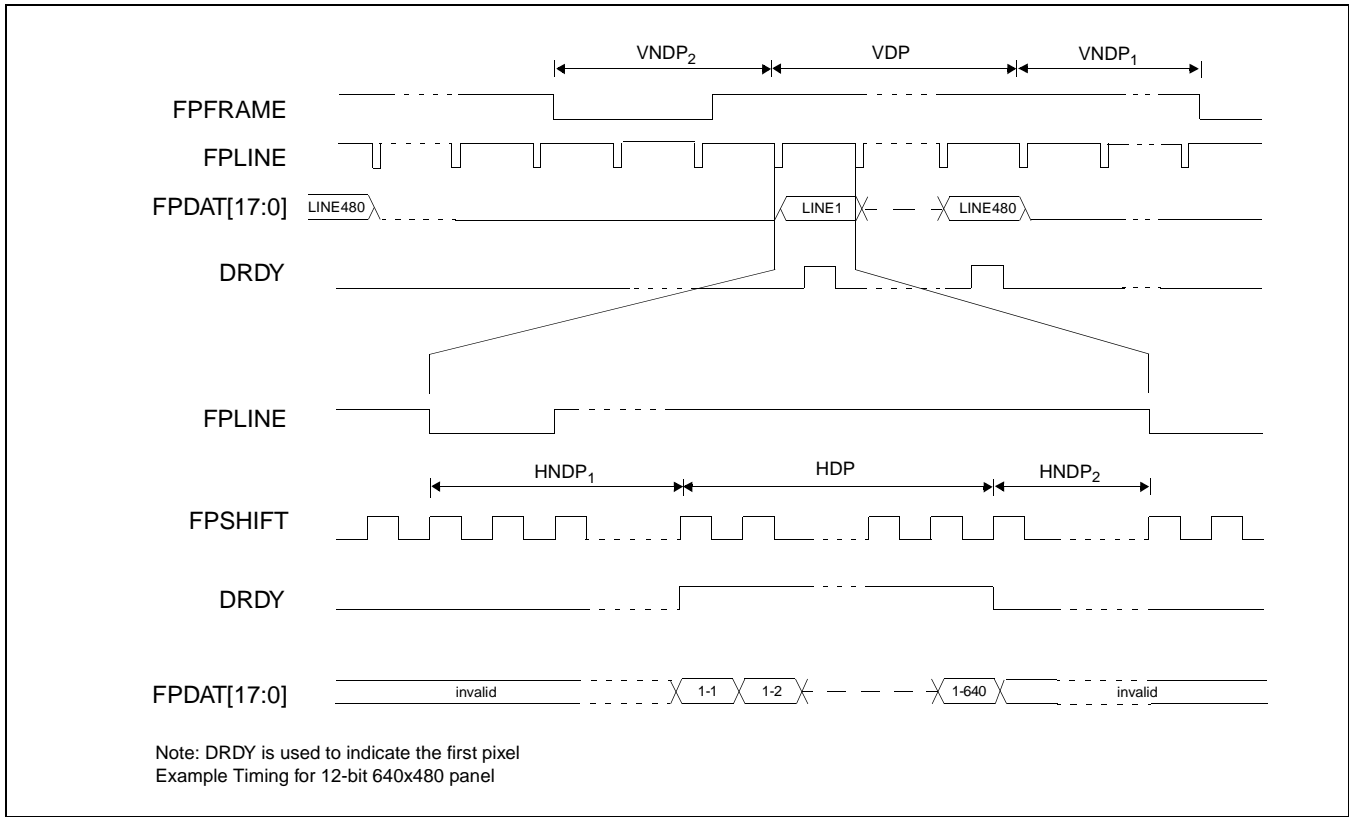 VNDP2 VDP VNDP1
FPFRAME
FPLINE
FPDAT[17:0] LINE480 LINE1 LINE480
DRDY
FPLINE
HNDP1 HDP HNDP2
FPSHIFT
DRDY
FPDAT[17:0] invalid 1-1 1-2 1-640 invalid
Note: DRDY is used to indicate the first pixel
Example Timing for 12-bit 640x480 panel